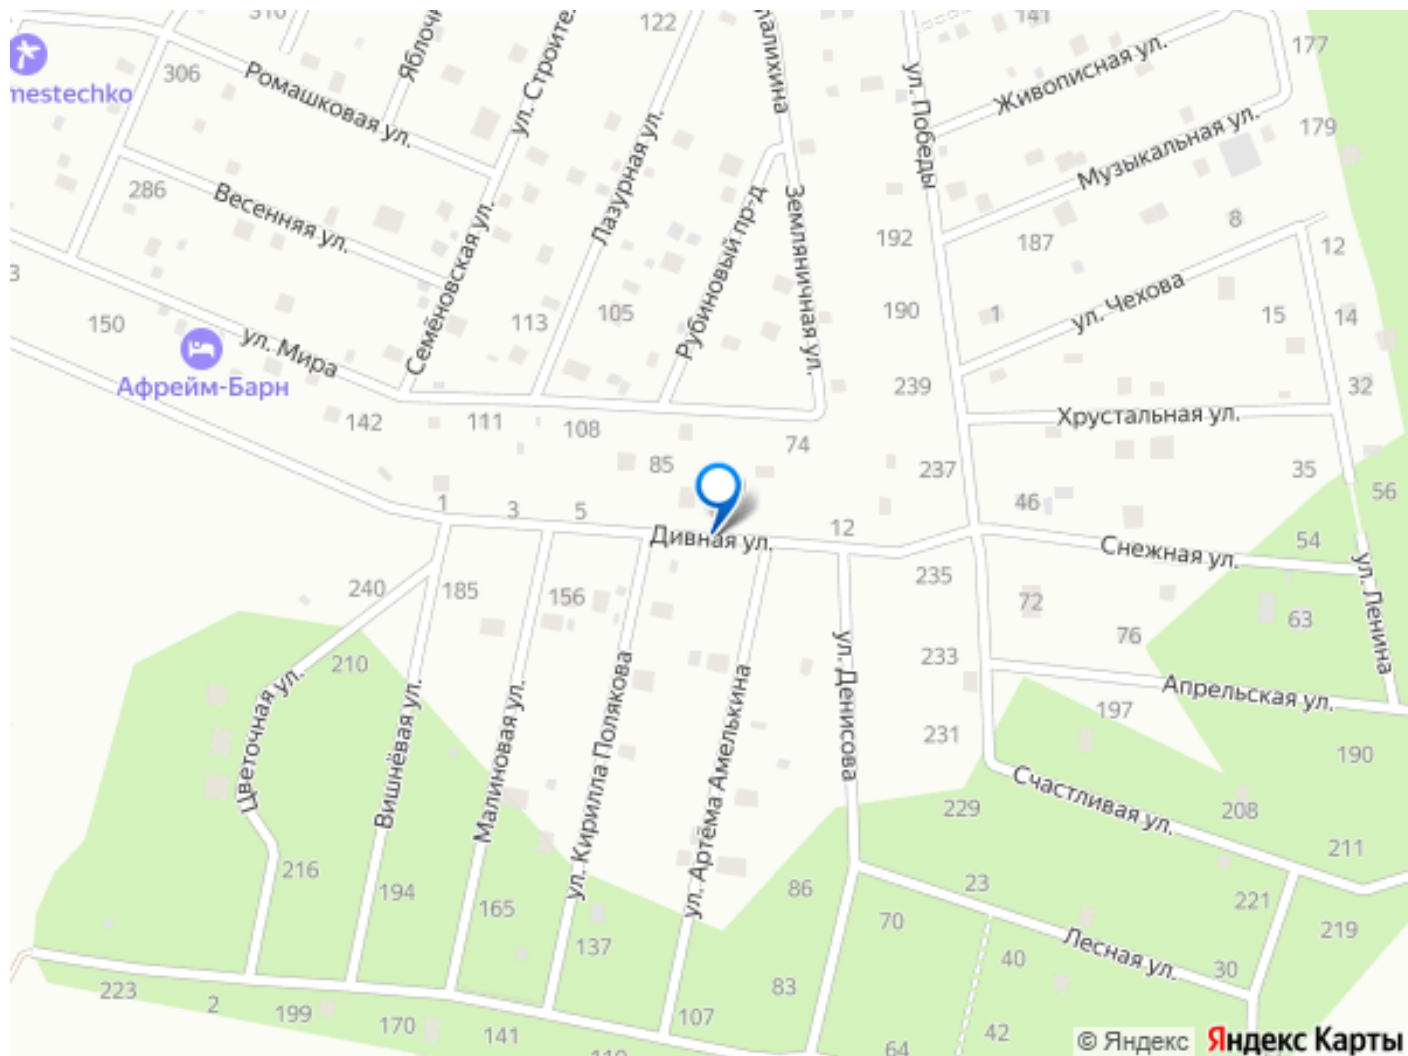 310
122
141
177
306
Яблочн
ул. Строите
палихина
ул. Победы
Живописная ул.
mestechko
Ромашковая ул.
179
Музыкальная ул.
286
Весенняя ул.
Семёновская ул.
Лазурная ул.
Рубиновый пр-д
Земляничная ул.
192
187
8
12
3
150
ул. Мира
113
105
190
1
ул. Чехова
15
14
Афрейм-Барн
239
32
142
111
108
74
Хрустальная ул.
85
237
35
56
1
3
5
12
46
Дивная ул.
Снежная ул.
54
240
185
156
235
72
63
ул. Ленина
76
210
233
Апрельская ул.
Цветочная ул.
Вишнёвая ул.
Малиновая ул.
ул. Кирилла Полякова
ул. Артёма Амелькина
ул. Денисова
197
231
190
Счастливая ул.
229
208
211
216
194
165
86
23
221
70
219
137
Лесная ул.
40
30
223
2
199
170
141
83
107
42
64
© Яндекс
Яндекс Карты